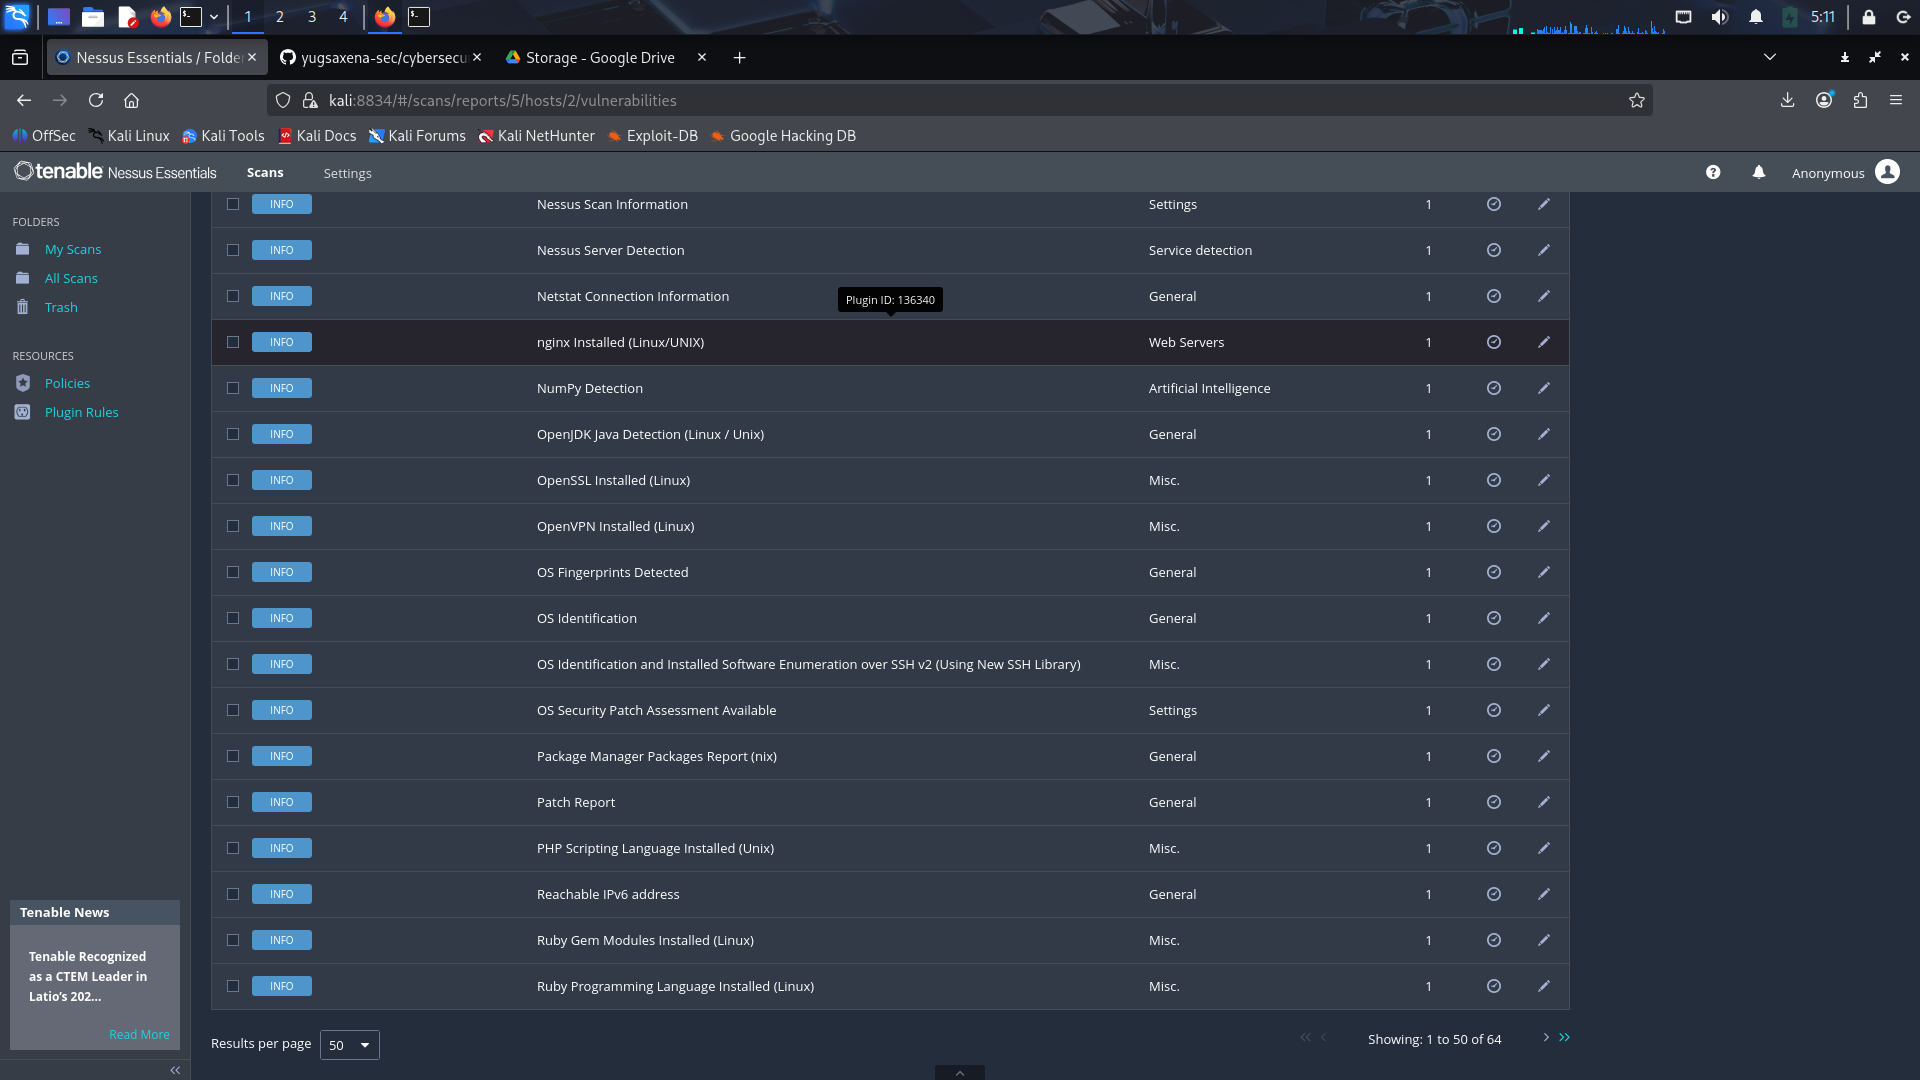 1 2 3 4 5:11
Nessus Essentials / Folde
yugsaxena-sec/cybersecu
Storage - Google Drive
kali:8834/#/scans/reports/5/hosts/2/vulnerabilities
OffSec Kali Linux Kali Tools Kali Docs Kali Forums Kali NetHunter Exploit-DB Google Hacking DB
tenable Nessus Essentials Scans Settings Anonymous
FOLDERS
My Scans
All Scans
Trash
RESOURCES
Policies
Plugin Rules
Tenable News
Tenable Recognized
as a CTEM Leader in
Latio's 202...
Read More
INFO Nessus Scan Information Settings 1
INFO Nessus Server Detection Service detection 1
INFO Netstat Connection Information General 1
Plugin ID: 136340
INFO nginx Installed (Linux/UNIX) Web Servers 1
INFO NumPy Detection Artificial Intelligence 1
INFO OpenJDK Java Detection (Linux / Unix) General 1
INFO OpenSSL Installed (Linux) Misc. 1
INFO OpenVPN Installed (Linux) Misc. 1
INFO OS Fingerprints Detected General 1
INFO OS Identification General 1
INFO OS Identification and Installed Software Enumeration over SSH v2 (Using New SSH Library) Misc. 1
INFO OS Security Patch Assessment Available Settings 1
INFO Package Manager Packages Report (nix) General 1
INFO Patch Report General 1
INFO PHP Scripting Language Installed (Unix) Misc. 1
INFO Reachable IPv6 address General 1
INFO Ruby Gem Modules Installed (Linux) Misc. 1
INFO Ruby Programming Language Installed (Linux) Misc. 1
Results per page 50 Showing: 1 to 50 of 64